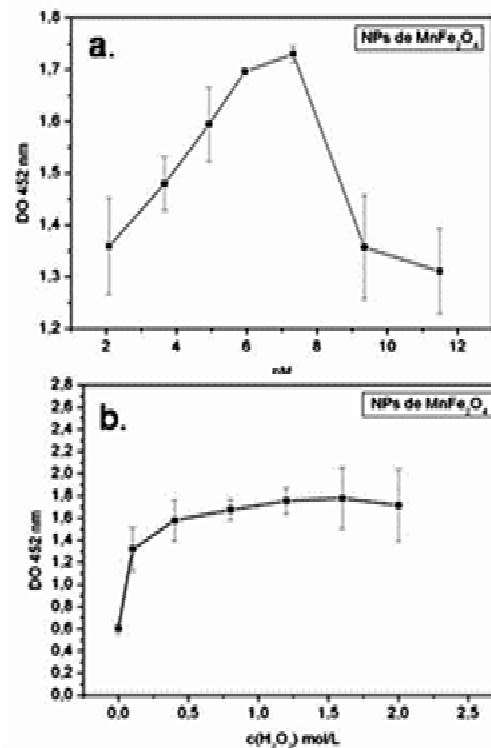 a.
NPs de MnFe₂O₄
DO 452 nm
1,8
1,7
1,6
1,5
1,4
1,3
1,2
2 4 6 8 10 12
b.
NPs de MnFe₂O₄
DO 452 nm
2,8
2,6
2,4
2,2
2,0
1,8
1,6
1,4
1,2
1,0
0,8
0,6
0,4
0,2
0,0
0,0 0,5 1,0 1,5 2,0
c(H₂O₂) mol/L